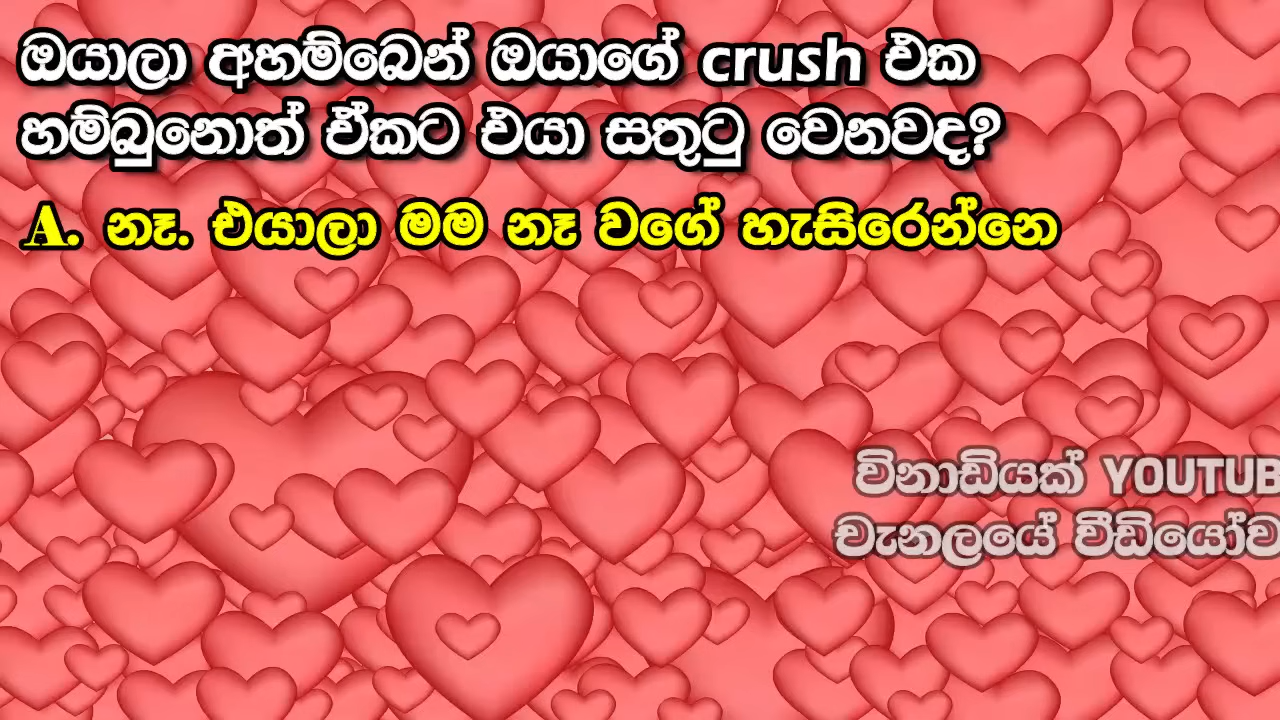 ඔයාලා අහම්බෙන් ඔයාගේ crush එක
හම්බුනොත් ඒකට එයා සතුටු වෙනවද?
A. නෑ. එයාලා මම නෑ වගේ හැසිරෙන්නෙ
විනාඩියක් YOUTUB
චැනලයේ වීඩියෝව